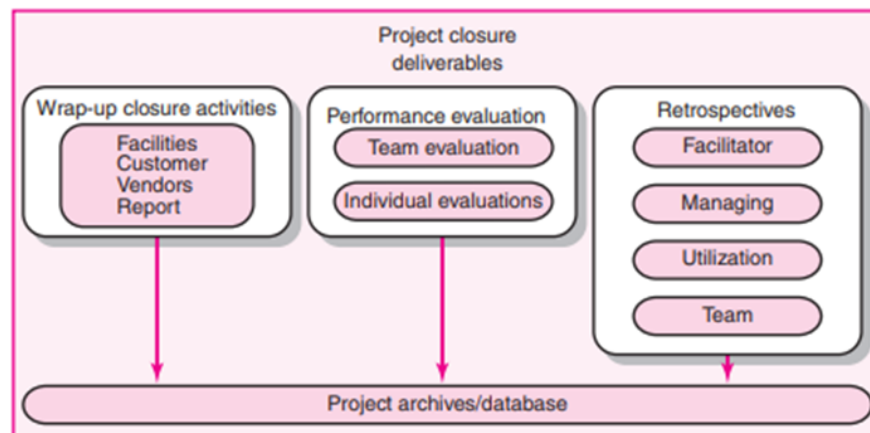 Project closure
deliverables
Wrap-up closure activities
Facilities
Customer
Vendors
Report
Performance evaluation
Team evaluation
Individual evaluations
Retrospectives
Facilitator
Managing
Utilization
Team
Project archives/database